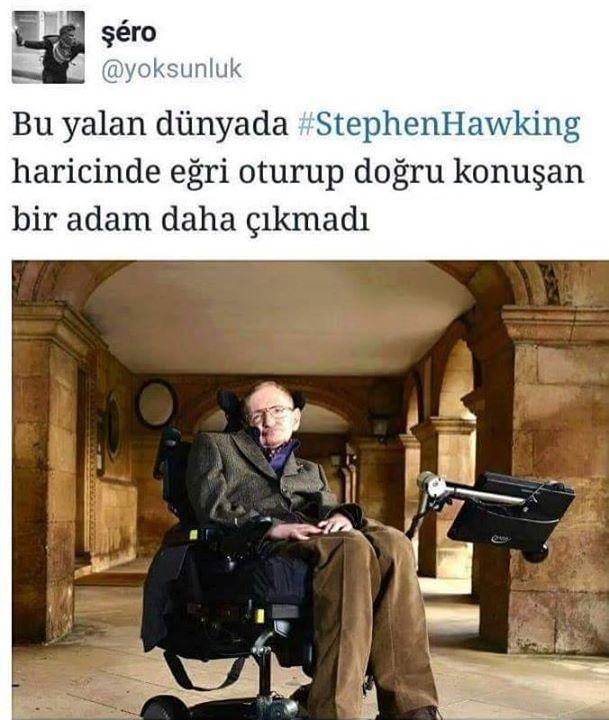 şéro
@yoksunluk
Bu yalan dünyada #StephenHawking
haricinde eğri oturup doğru konuşan
bir adam daha çıkmadı